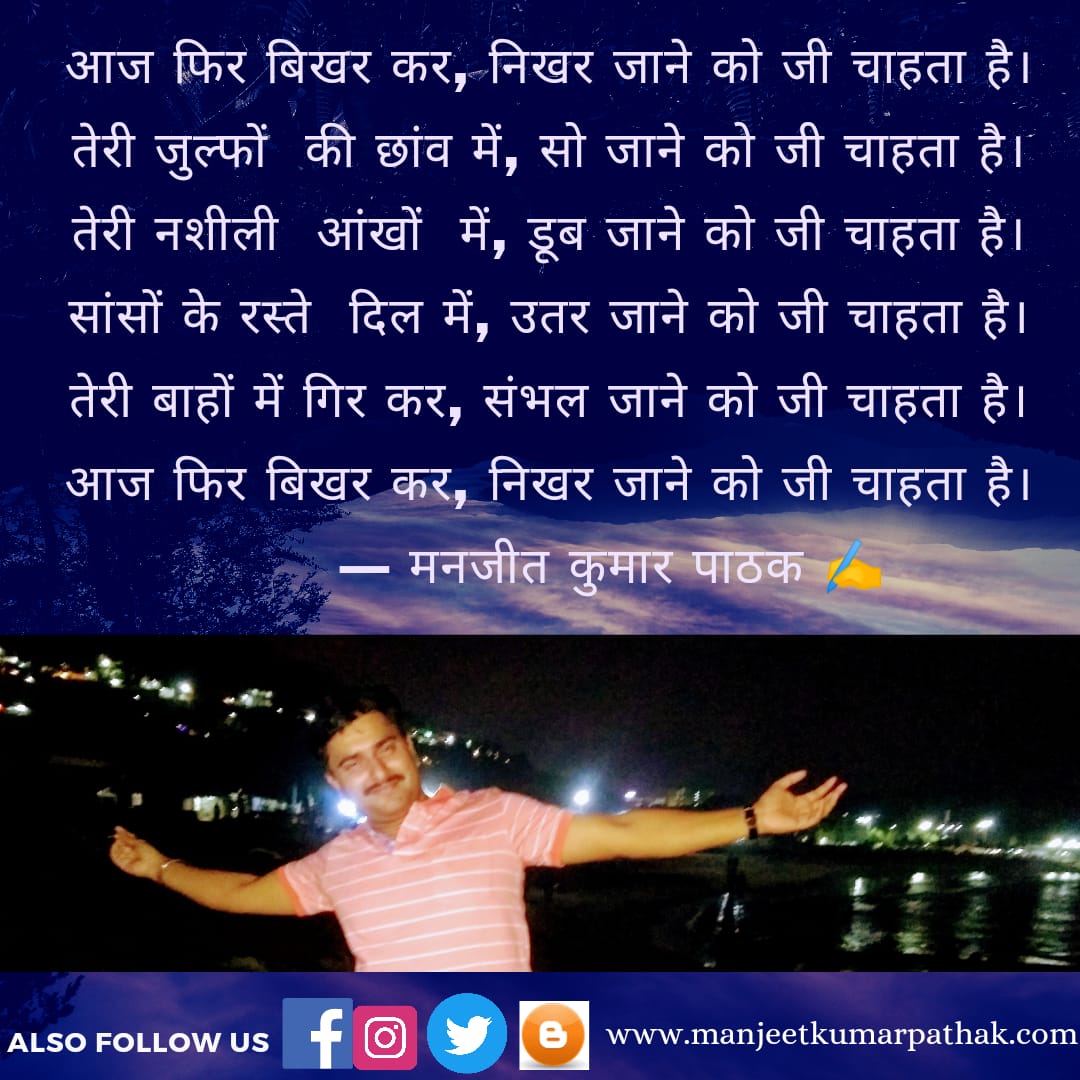 आज फिर बिखर कर, निखर जाने को जी चाहता है।
तेरी जुल्फों की छांव में, सो जाने को जी चाहता है।
तेरी नशीली आंखों में, डूब जाने को जी चाहता है।
सांसों के रस्ते दिल में, उतर जाने को जी चाहता है।
तेरी बाहों में गिर कर, संभल जाने को जी चाहता है।
आज फिर बिखर कर, निखर जाने को जी चाहता है।
— मनजीत कुमार पाठक ✍️
ALSO FOLLOW US www.manjeetkumarpathak.com